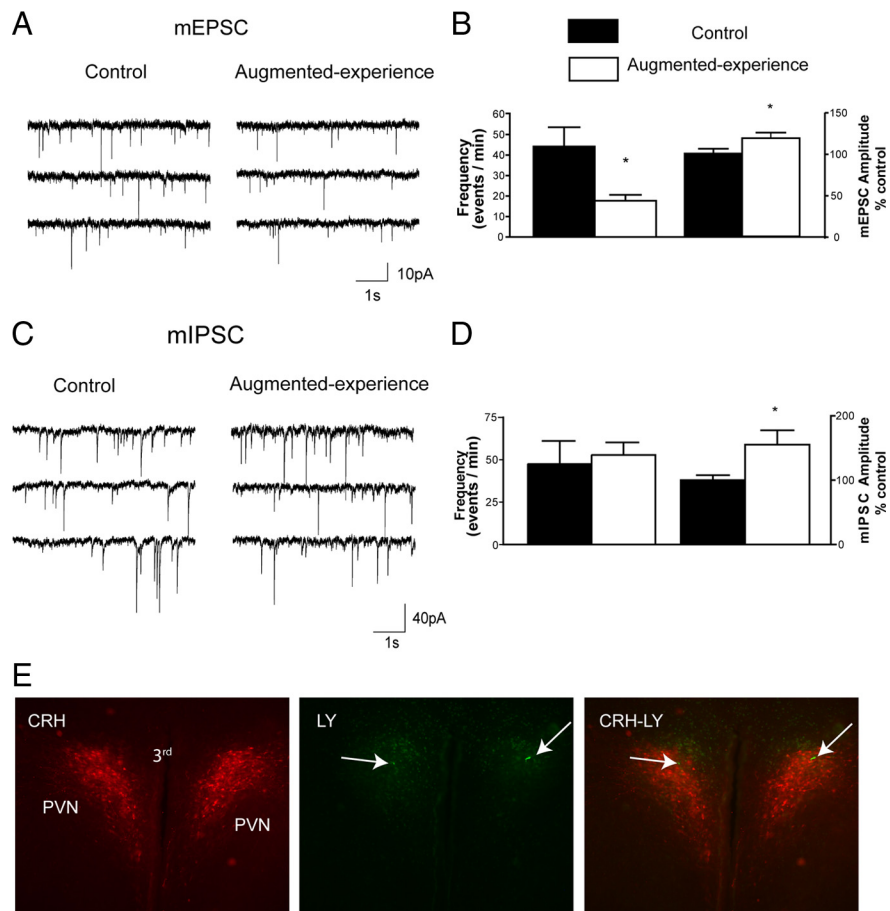 A
mEPSC
Control
Augmented-experience
10pA
1s
B
Control
Augmented-experience
Frequency
(events / min)
60
50
40
30
20
10
0
*
*
150
100
50
0
mEPSC Amplitude
% control
C
mIPSC
Control
Augmented-experience
40pA
1s
D
Frequency
(events / min)
75
50
25
0
*
200
100
0
mIPSC Amplitude
% control
E
CRH
3rd
PVN
PVN
LY
CRH-LY